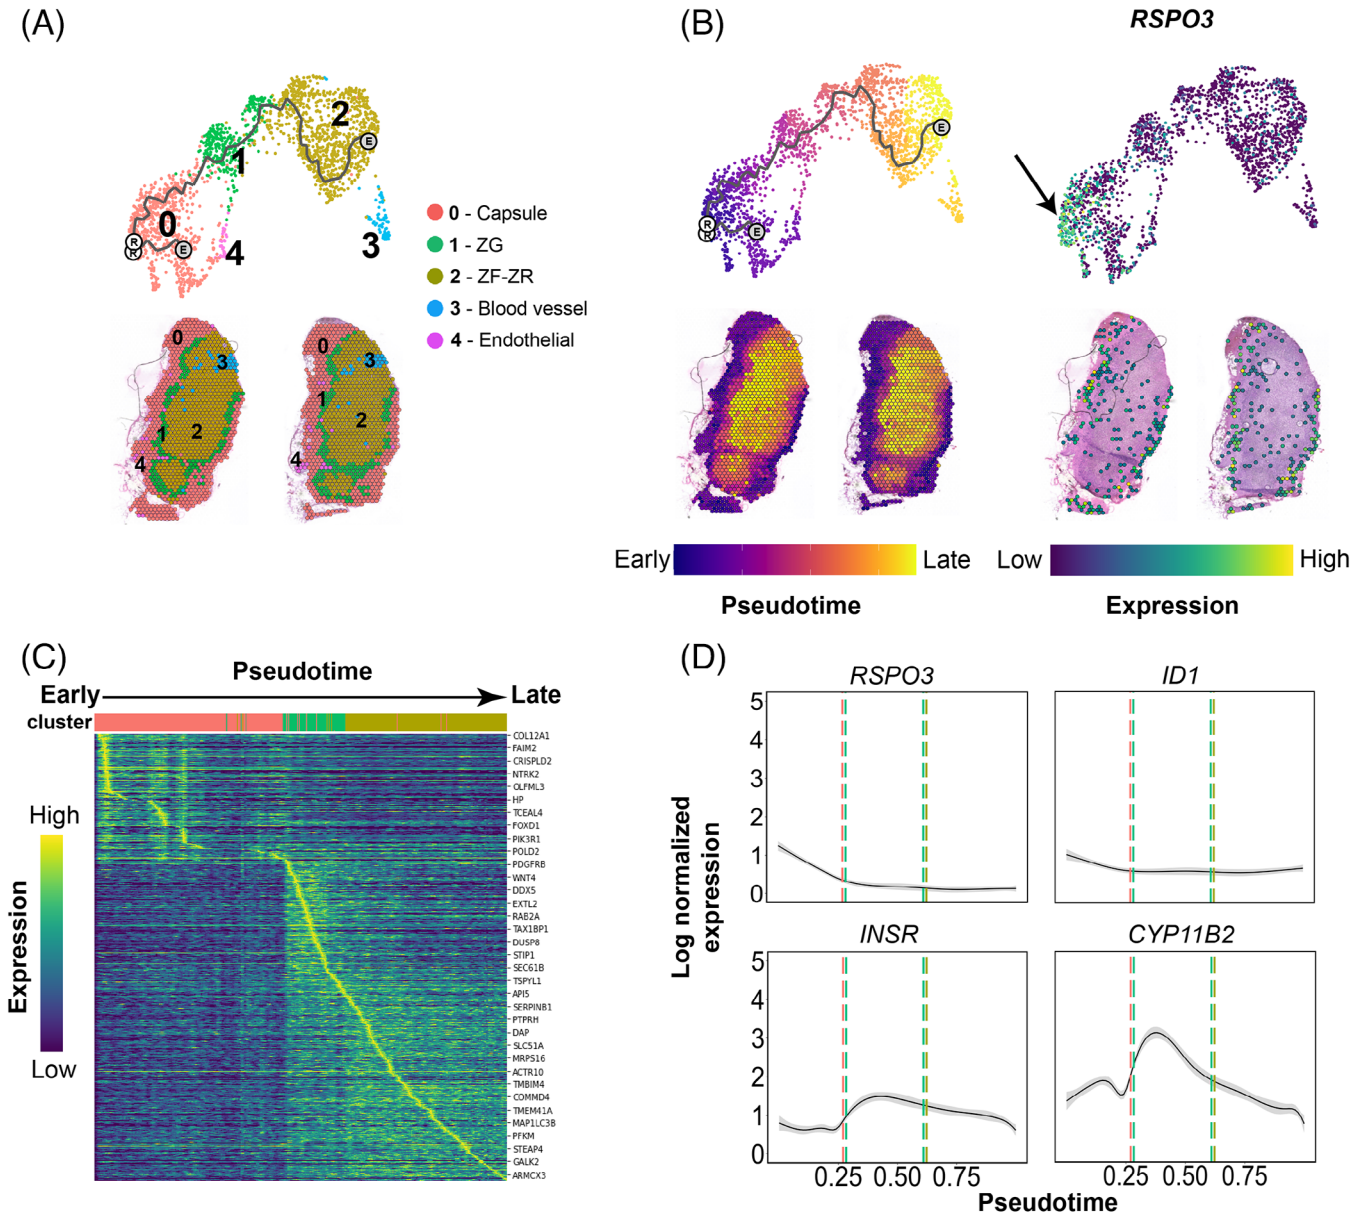 (A)
2
E
1
0
R
R
E
4
3
0 - Capsule
1 - ZG
2 - ZF-ZR
3 - Blood vessel
4 - Endothelial
0
3
1
2
4
0
3
1
2
4
(B)
RSPO3
E
R
R
E
Early
Late
Pseudotime
Low
High
Expression
(C)
Pseudotime
Early
Late
cluster
High
Expression
Low
COL12A1
FAIM2
CRISPLD2
NTRK2
OLFML3
HP
TCEAL4
FOXD1
PIK3R1
POLD2
PDGFRB
WNT4
DDX5
EXTL2
RAB2A
TAX1BP1
DUSP8
STIP1
SEC61B
TSPYL1
API5
SERPINB1
PTPRH
DAP
SLC51A
MRPS16
ACTR10
TMBIM4
COMMD4
TMEM41A
MAP1LC3B
PFKM
STEAP4
GALK2
ARMCX3
(D)
RSPO3
ID1
5
4
3
2
1
0
Log normalized
expression
INSR
CYP11B2
5
4
3
2
1
0
0.25 0.50 0.75
0.25 0.50 0.75
Pseudotime